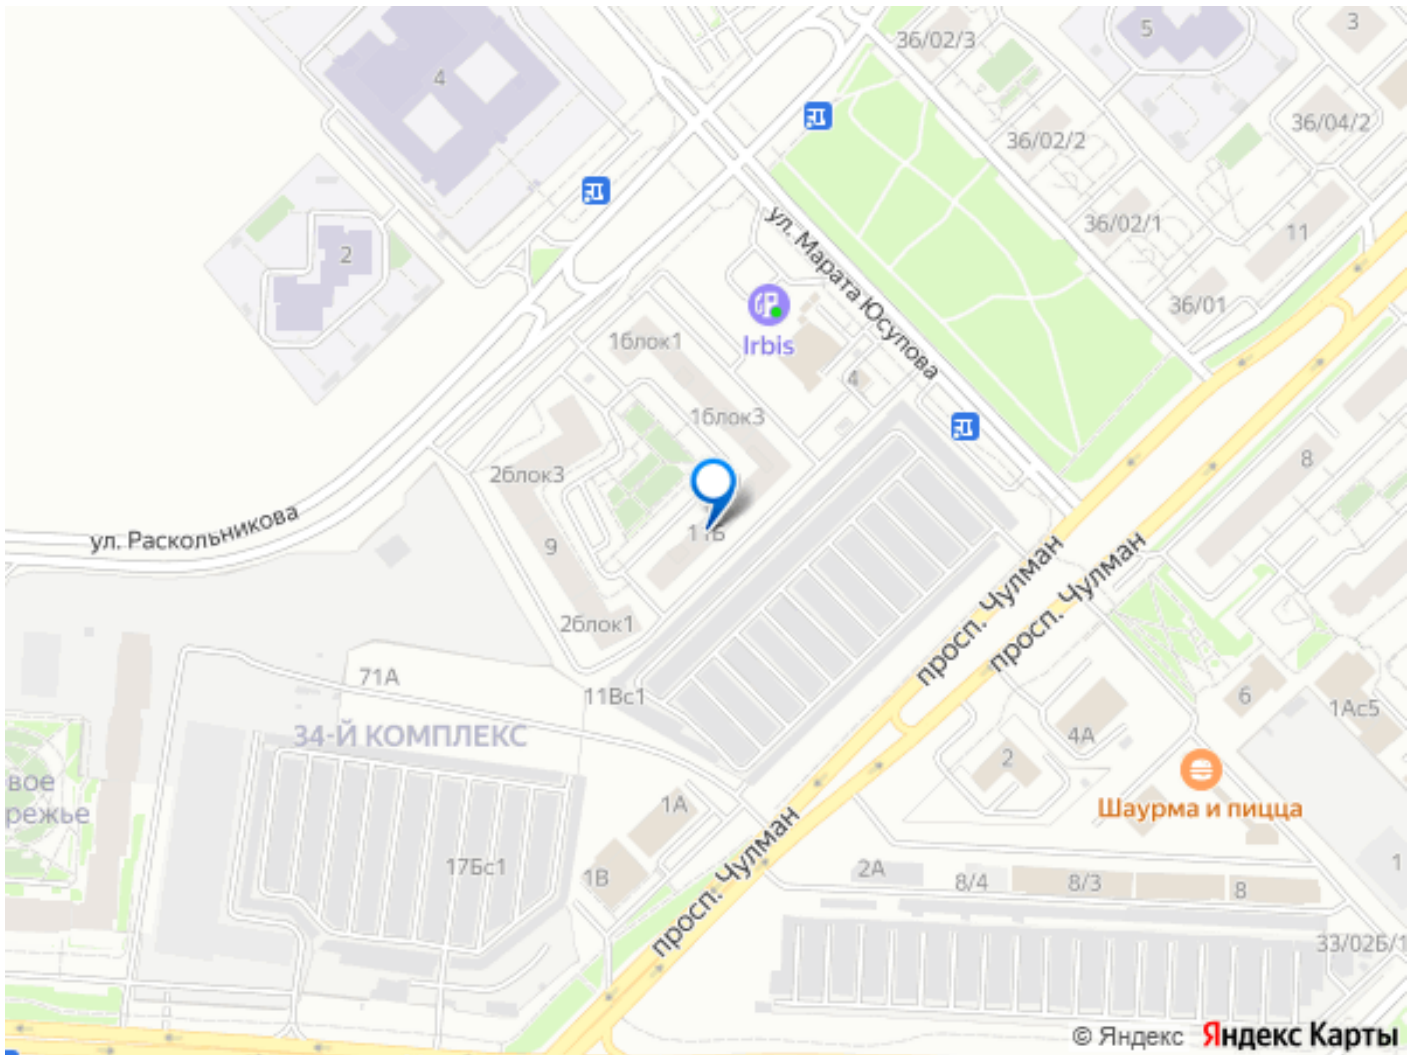 36/02/3
5
3
4
36/02/2
36/04/2
36/02/1
11
2
36/01
ул. Марата Юсупова
1блок1
Irbis
4
1блок3
2блок3
8
ул. Раскольникова
9
11Б
просп. Чулман
просп. Чулман
2блок1
71А
11Вс1
6
1Ас5
34-Й КОМПЛЕКС
4А
2
вое
режье
1А
Шаурма и пицца
17Бс1
1В
просп. Чулман
2А
8/4
8/3
8
1
33/02Б/1
© Яндекс Яндекс Карты